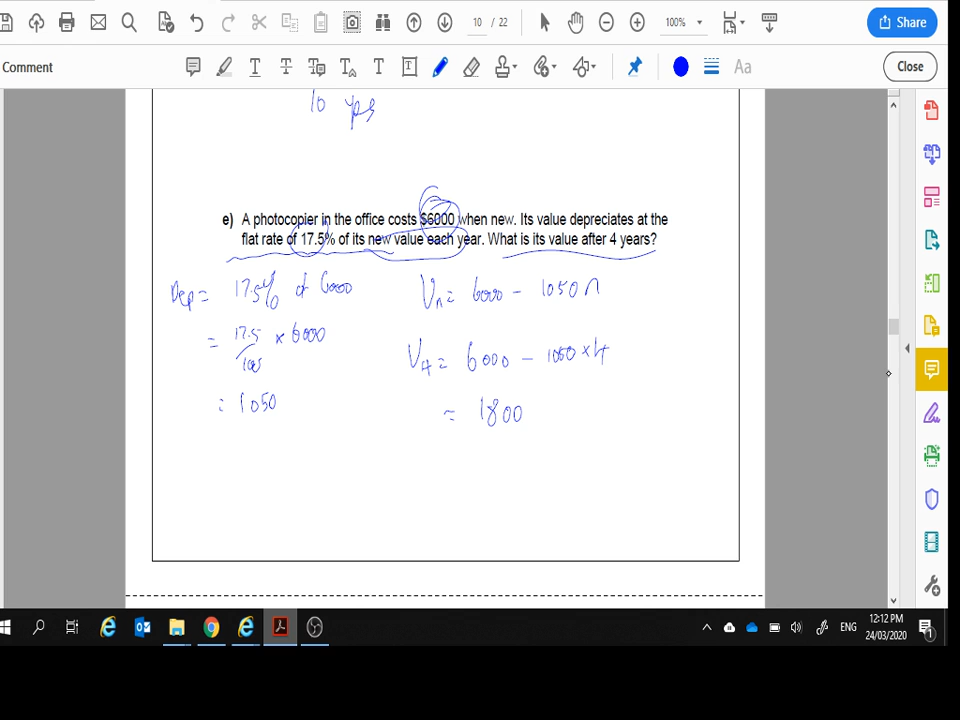 10 / 22
100%
Share
Comment
Aa
Close
10 yrs
e) A photocopier in the office costs $6000 when new. Its value depreciates at the
flat rate of 17.5% of its new value each year. What is its value after 4 years?
Dep = 17.5% of 6000
Vn = 6000 - 1050n
= 17.5/100 × 6000
V4 = 6000 - 1050 × 4
= 1050
= 1800
12:12 PM
ENG
24/03/2020
1